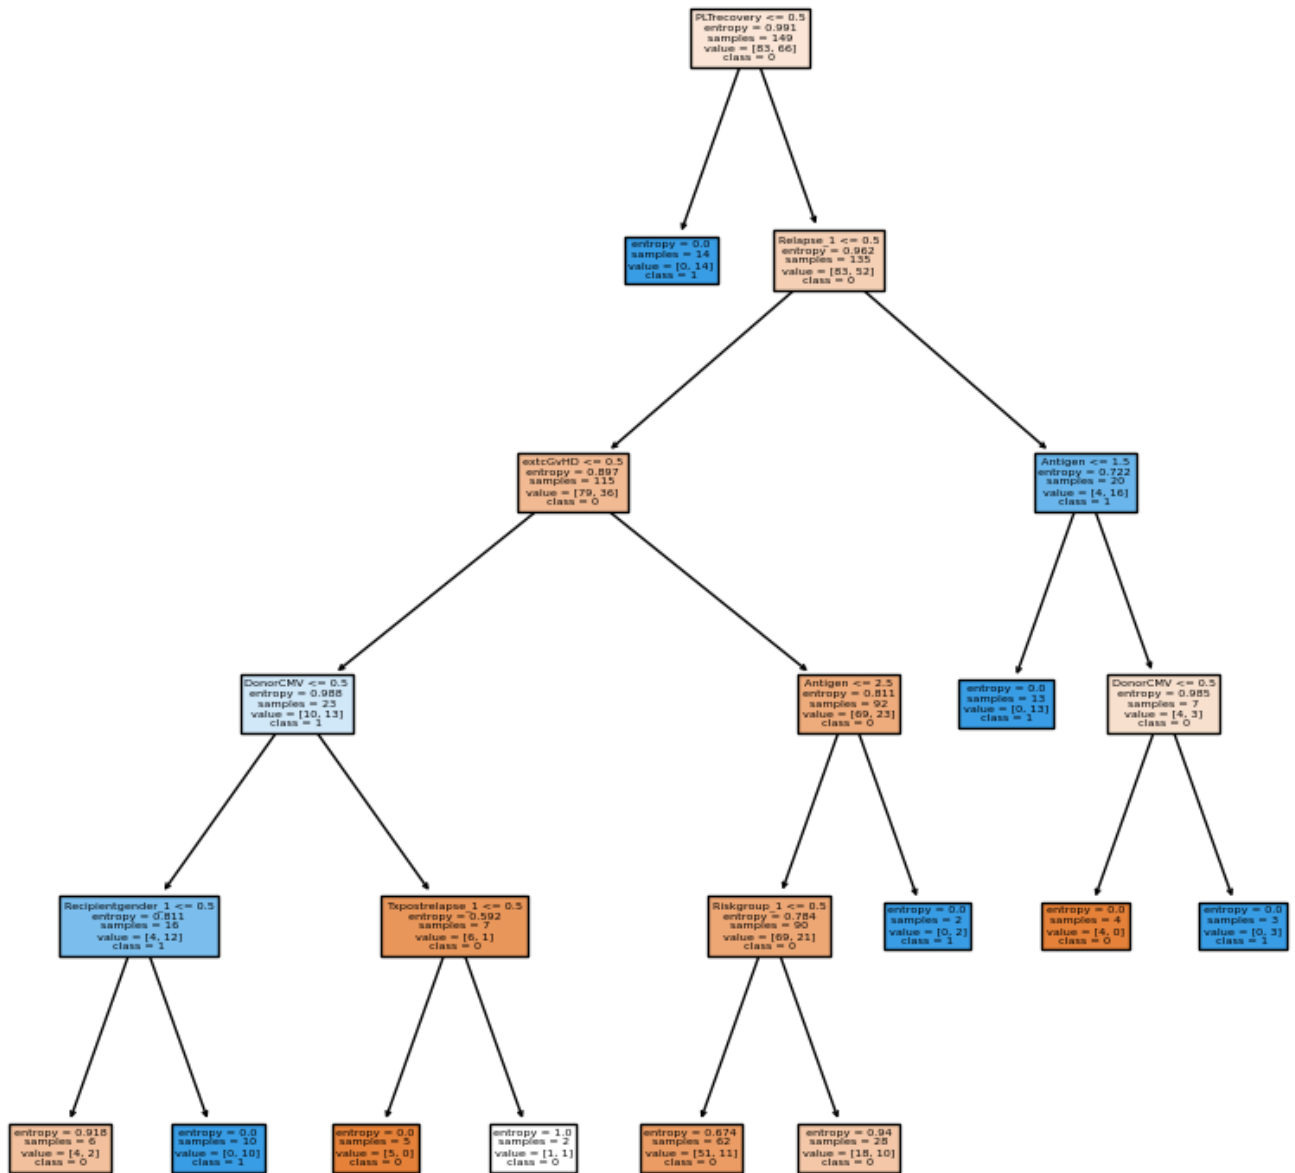 PLTrecovery <= 0.5
entropy = 0.991
samples = 149
value = [83, 66]
class = 0
entropy = 0.0
samples = 14
value = [0, 14]
class = 1
Relapse_1 <= 0.5
entropy = 0.962
samples = 135
value = [83, 52]
class = 0
extcGvHD <= 0.5
entropy = 0.897
samples = 115
value = [79, 36]
class = 0
Antigen <= 1.5
entropy = 0.722
samples = 20
value = [4, 16]
class = 1
DonorCMV <= 0.5
entropy = 0.988
samples = 23
value = [10, 13]
class = 1
Antigen <= 2.5
entropy = 0.811
samples = 92
value = [69, 23]
class = 0
entropy = 0.0
samples = 13
value = [0, 13]
class = 1
DonorCMV <= 0.5
entropy = 0.985
samples = 7
value = [4, 3]
class = 0
Recipientgender_1 <= 0.5
entropy = 0.811
samples = 16
value = [4, 12]
class = 1
Txpostrelapse_1 <= 0.5
entropy = 0.592
samples = 7
value = [6, 1]
class = 0
Riskgroup_1 <= 0.5
entropy = 0.784
samples = 90
value = [69, 21]
class = 0
entropy = 0.0
samples = 2
value = [0, 2]
class = 1
entropy = 0.0
samples = 4
value = [4, 0]
class = 0
entropy = 0.0
samples = 3
value = [0, 3]
class = 1
entropy = 0.918
samples = 6
value = [4, 2]
class = 0
entropy = 0.0
samples = 10
value = [0, 10]
class = 1
entropy = 0.0
samples = 5
value = [5, 0]
class = 0
entropy = 1.0
samples = 2
value = [1, 1]
class = 0
entropy = 0.674
samples = 62
value = [51, 11]
class = 0
entropy = 0.94
samples = 28
value = [18, 10]
class = 0